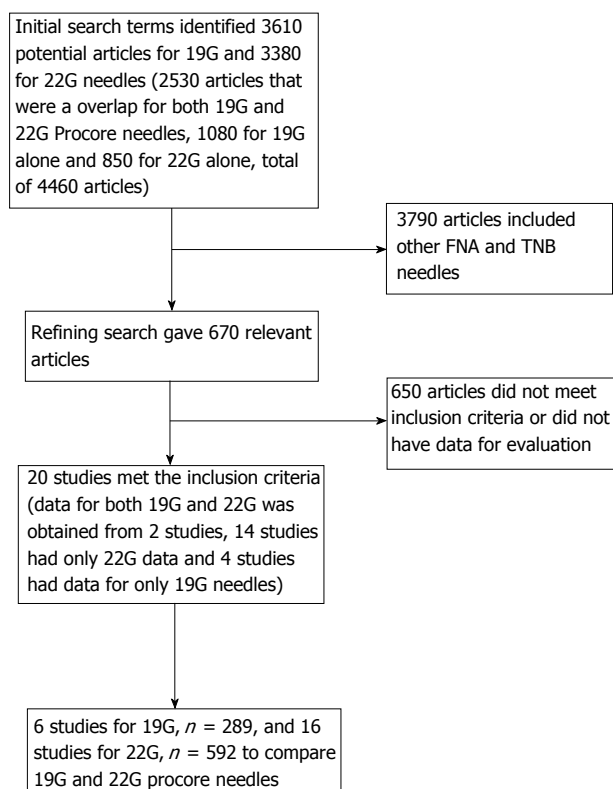 Initial search terms identified 3610
potential articles for 19G and 3380
for 22G needles (2530 articles that
were a overlap for both 19G and
22G Procore needles, 1080 for 19G
alone and 850 for 22G alone, total
of 4460 articles)
3790 articles included
other FNA and TNB
needles
Refining search gave 670 relevant
articles
650 articles did not meet
inclusion criteria or did not
have data for evaluation
20 studies met the inclusion criteria
(data for both 19G and 22G was
obtained from 2 studies, 14 studies
had only 22G data and 4 studies
had data for only 19G needles)
6 studies for 19G, n = 289, and 16
studies for 22G, n = 592 to compare
19G and 22G procore needles